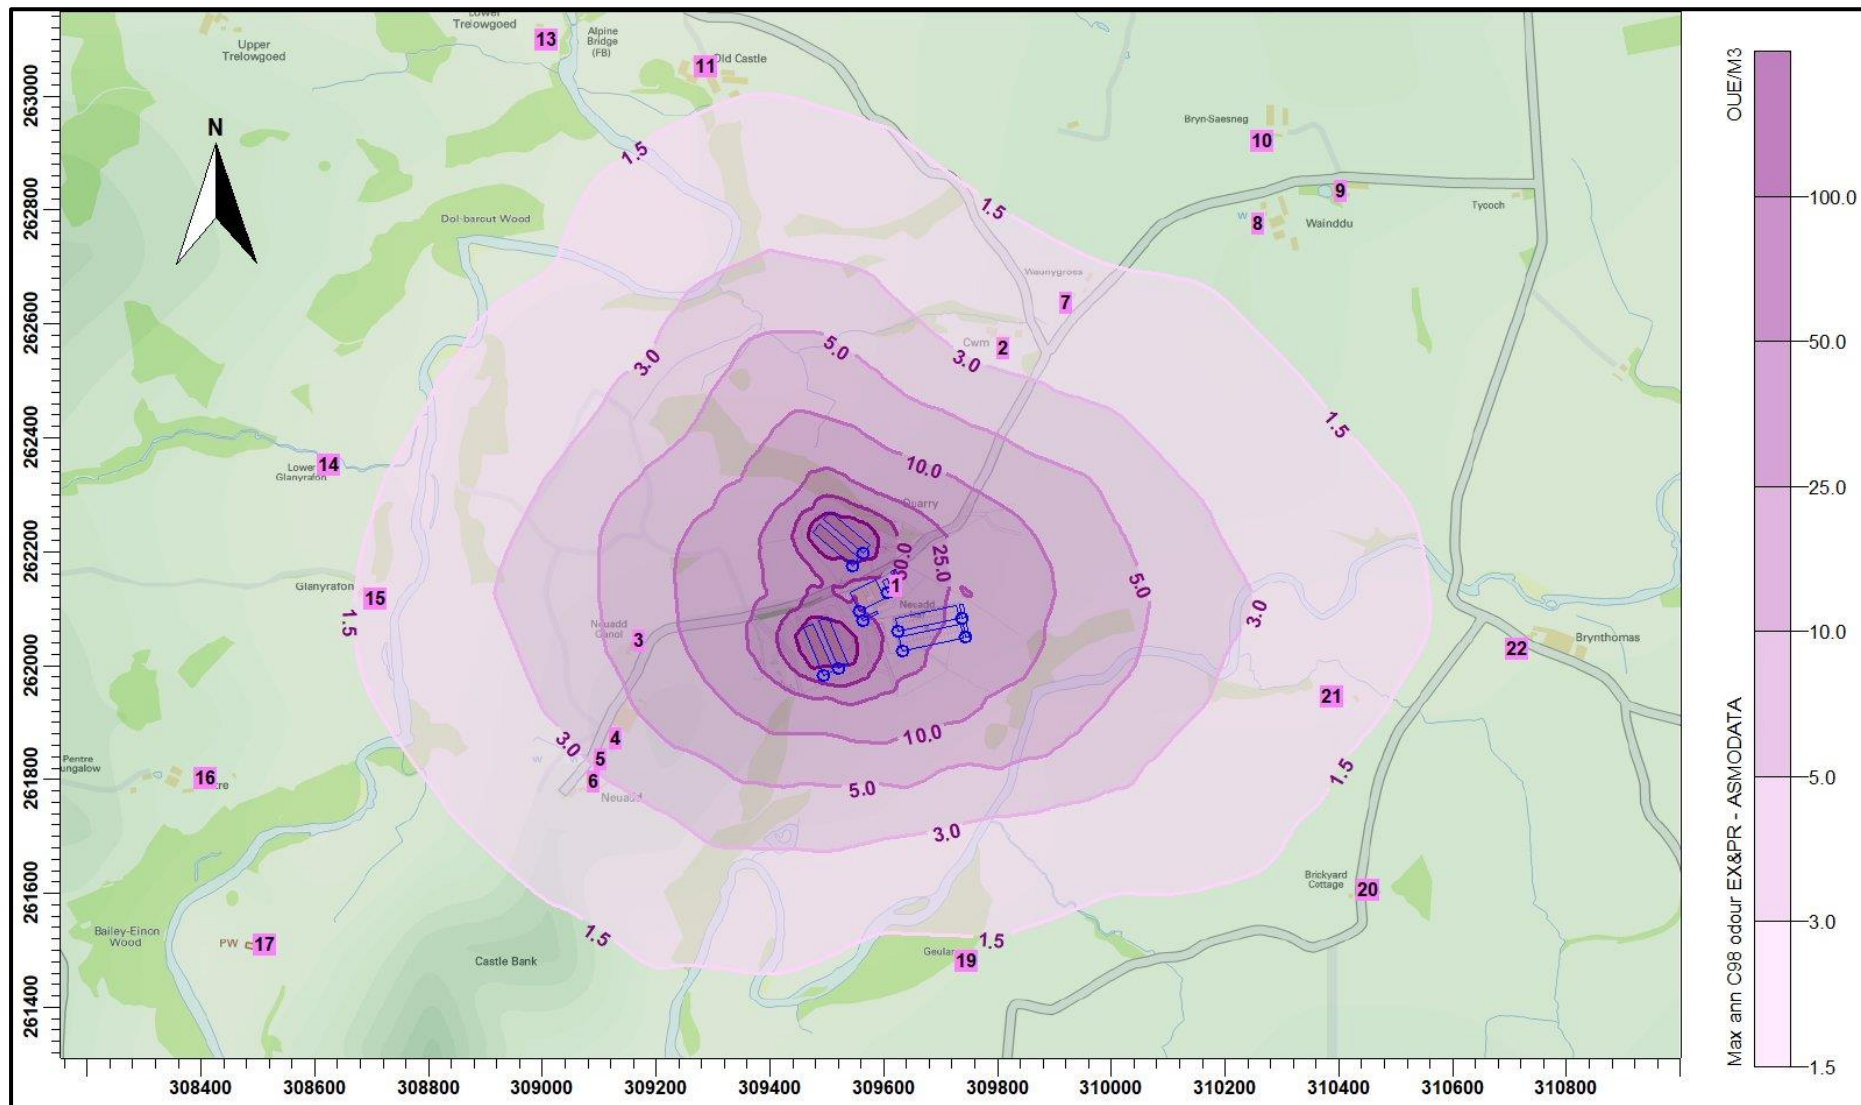 Lower
Trelowgoed
13
Alpine
Bridge
(FB)
Upper
Trelowgoed
11
Old Castle
OUE/M3
263000
N
Bryn-Saesneg
10
1.5
9
100.0
262800
Dol-barcut Wood
1.5
Tycoch
8
W
Wainddu
Waunygross
7
262600
5.0
Cwm
2
50.0
3.0
3.0
1.5
262400
14
Lower
Glanyrafon
10.0
25.0
Quarry
262200
25.0
5.0
Glanyrafon
15
1
3.0
1.5
Neuadd
10.0
Neuadd
Ganol
3
262000
22
Brynthomas
21
4
10.0
3.0
5
W
Pentre
ungalow
16
tre
6
5.0
1.5
5.0
261800
Neuadd
3.0
Brickyard
Cottage
20
261600
3.0
Bailey-Einon
Wood
PW
17
1.5
1.5
Geula
19
Castle Bank
261400
Max ann C98 odour EX&PR - ASMODATA
1.5
308400 308600 308800 309000 309200 309400 309600 309800 310000 310200 310400 310600 310800